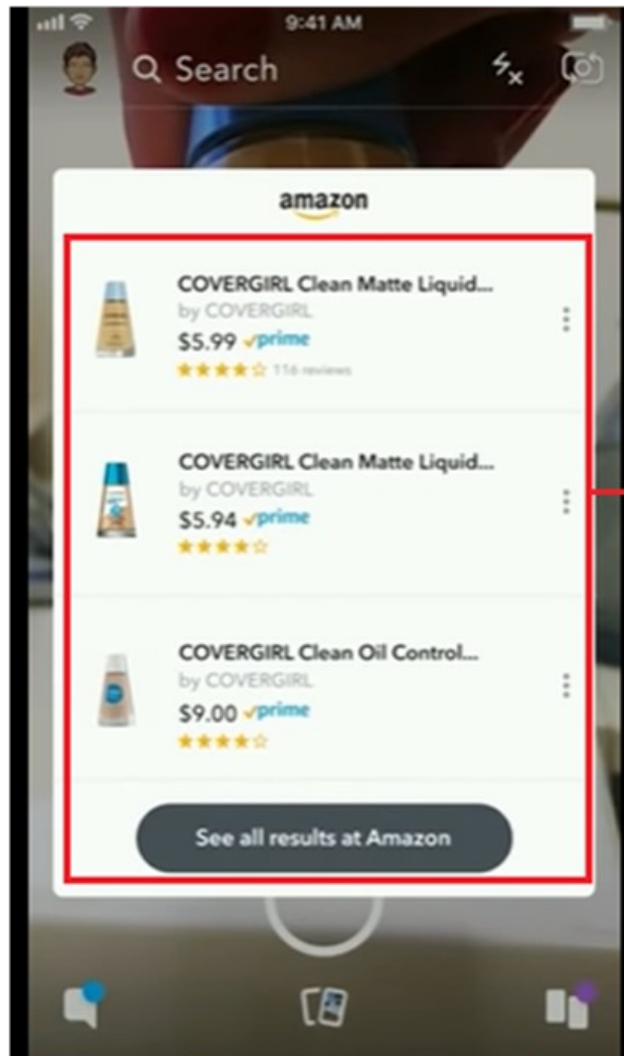 9:41 AM
Search
amazon
COVERGIRL Clean Matte Liquid...
by COVERGIRL
$5.99 prime
116 reviews
COVERGIRL Clean Matte Liquid...
by COVERGIRL
$5.94 prime
COVERGIRL Clean Oil Control...
by COVERGIRL
$9.00 prime
See all results at Amazon